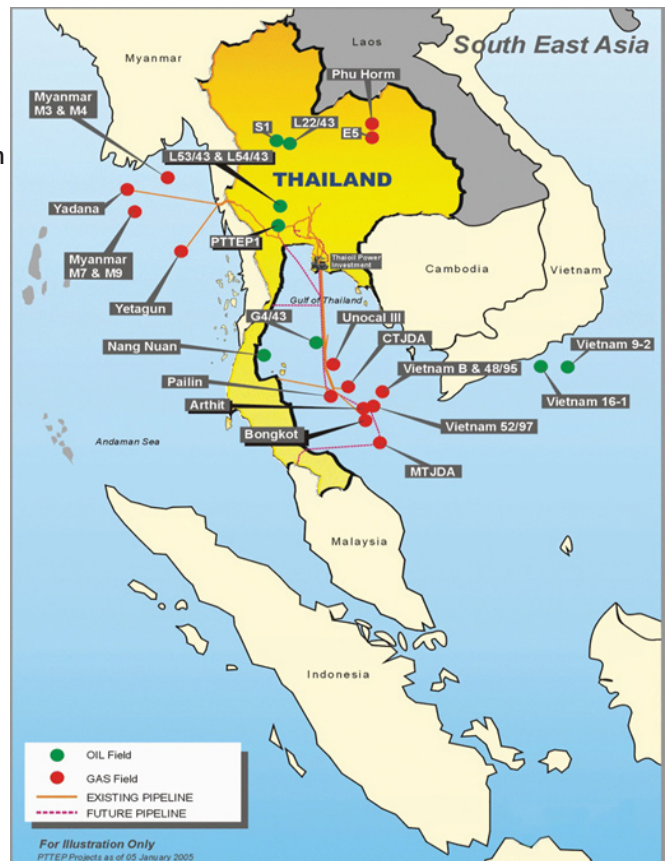 South East Asia
Laos
Myanmar
Phu Horm
Myanmar
M3 & M4
S1
L22/43
E5
L53/43 & L54/43
THAILAND
Yadana
PTTEP1
Myanmar
M7 & M9
Thaioil Power
Investment
Cambodia
Vietnam
Yetagun
Gulf of Thailand
G4/43
Unocal III
Nang Nuan
CTJDA
Vietnam 9-2
Pailin
Vietnam B & 48/95
Vietnam 16-1
Arthit
Vietnam 52/97
Bongkot
Andaman Sea
MTJDA
Malaysia
Indonesia
OIL Field
GAS Field
EXISTING PIPELINE
FUTURE PIPELINE
For Illustration Only
PTTEP Projects as of 05 January 2005